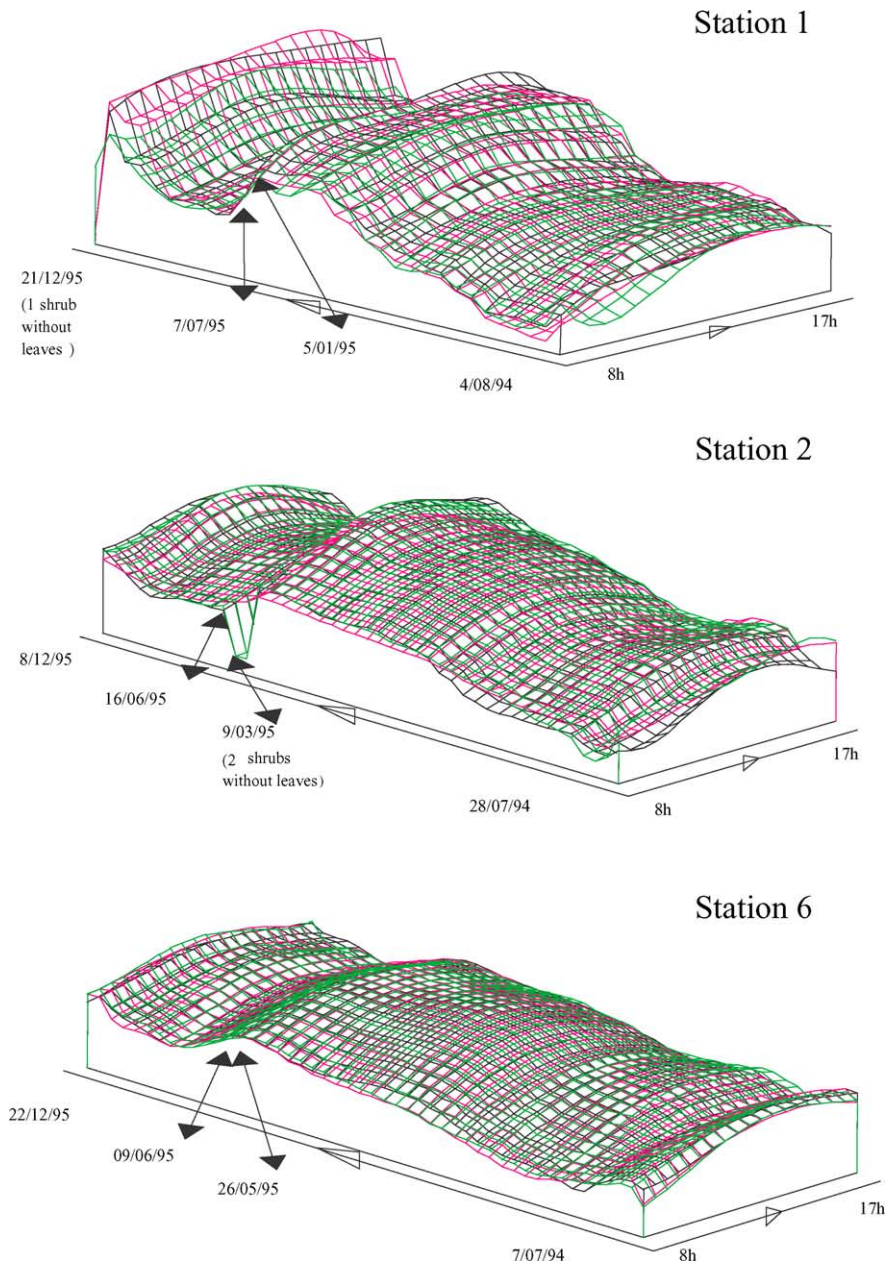 Station 1
21/12/95
(1 shrub
without
leaves )
7/07/95
5/01/95
4/08/94
8h
17h
Station 2
8/12/95
16/06/95
9/03/95
(2 shrubs
without leaves)
28/07/94
8h
17h
Station 6
22/12/95
09/06/95
26/05/95
7/07/94
8h
17h